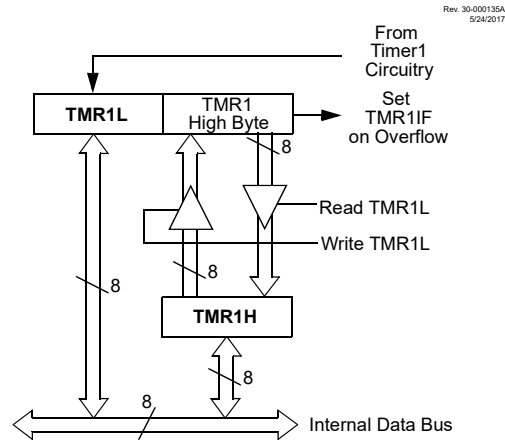 Rev. 30-000135A
5/24/2017
From
Timer1
Circuitry
TMR1L
TMR1
High Byte
Set
TMR1IF
on Overflow
8
Read TMR1L
Write TMR1L
8
8
TMR1H
8
8
Internal Data Bus